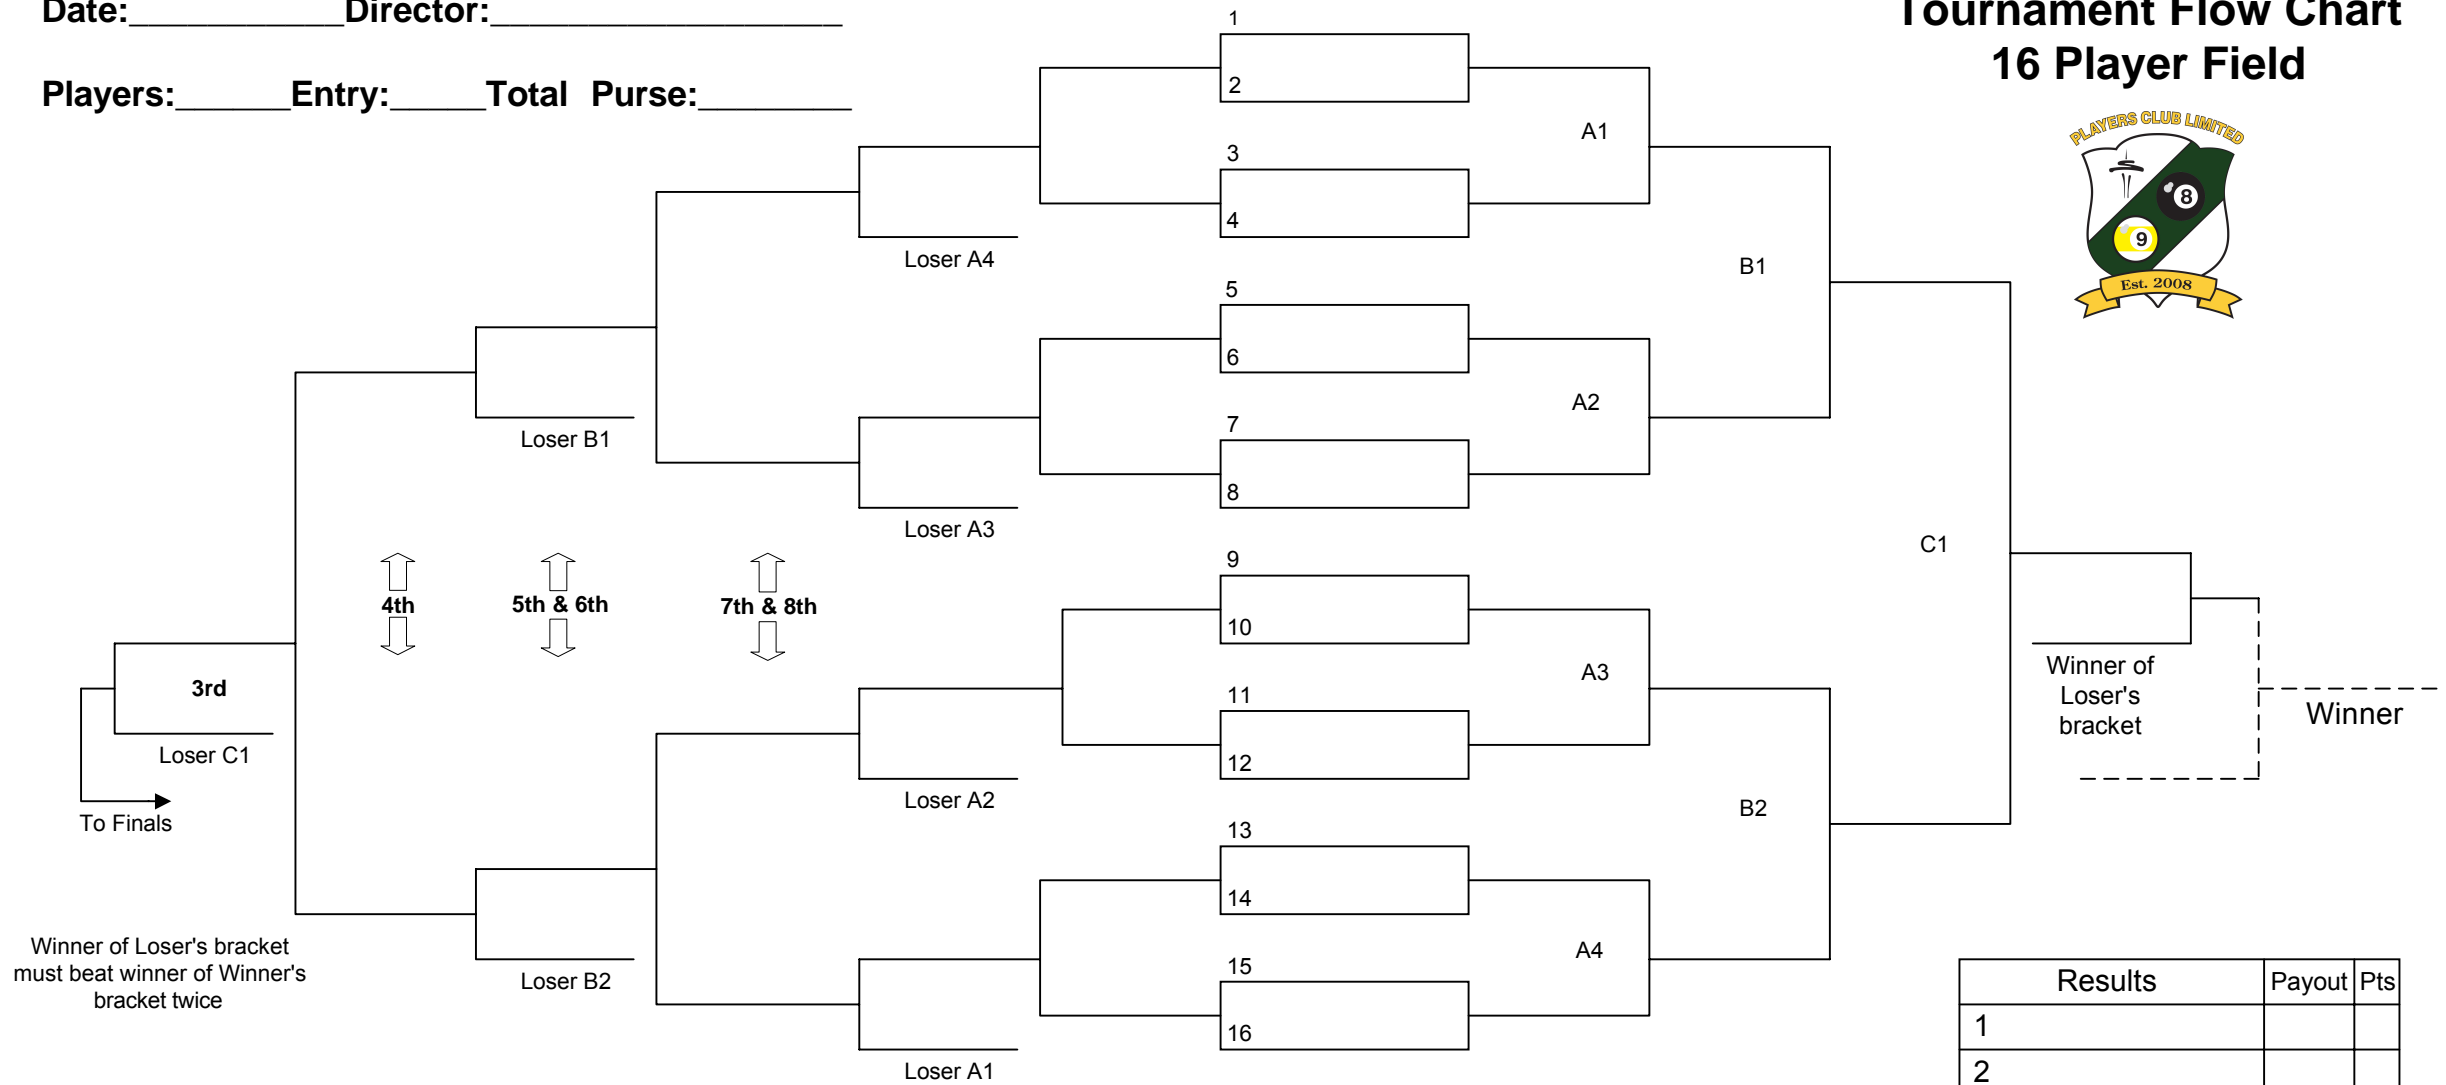 Date:___________Director:__________________
Players:______Entry:_____Total Purse:________
Tournament Flow Chart
16 Player Field
PLAYERS CLUB LIMITED
8
9
Est. 2008
1
2
3
4
5
6
7
8
9
10
11
12
13
14
15
16
A1
A2
A3
A4
B1
B2
C1
Loser A4
Loser A3
Loser A2
Loser A1
Loser B1
Loser B2
4th
5th & 6th
7th & 8th
3rd
Loser C1
To Finals
Winner of Loser's bracket
must beat winner of Winner's
bracket twice
Winner of
Loser's
bracket
Winner
Results Payout Pts
1
2